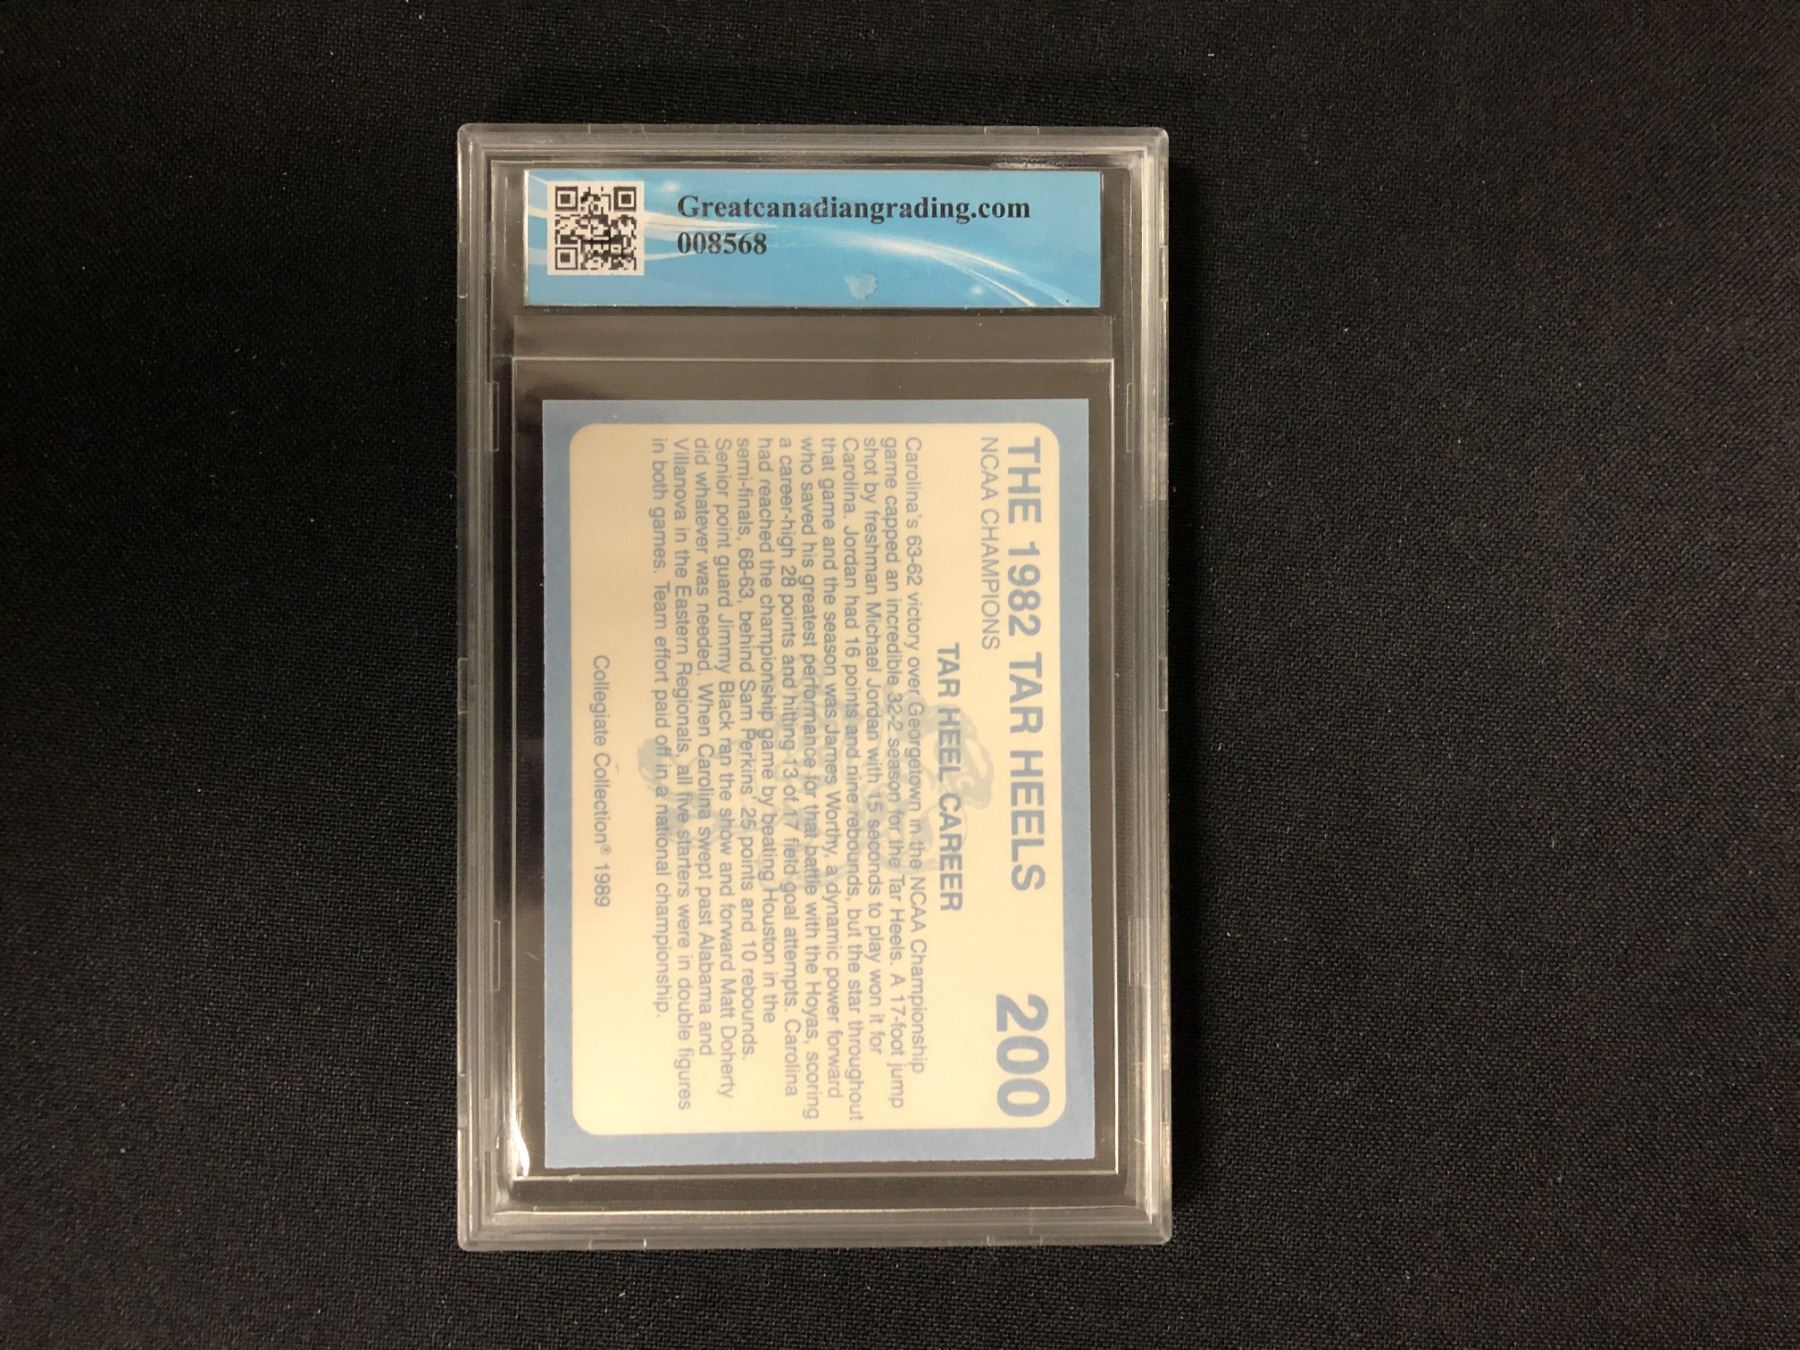 Greatcanadiangrading.com
008568
THE 1982 TAR HEELS 200
NCAA CHAMPIONS
TAR HEEL CAREER
Carolina's 63-62 victory over Georgetown in the NCAA Championship
game capped an incredible 32-2 season for the Tar Heels. A 17-foot jump
shot by freshman Michael Jordan with 15 seconds to play won it for
Carolina. Jordan had 16 points and nine rebounds, but the star throughout
that game and the season was James Worthy, a dynamic power forward
who saved his greatest performance for that battle with the Hoyas, scoring
a career-high 28 points and hitting 13 of 17 field goal attempts. Carolina
had reached the championship game by beating Houston in the
semi-finals, 68-63, behind Sam Perkins' 25 points and 10 rebounds.
Senior point guard Jimmy Black ran the show and forward Matt Doherty
did whatever was needed. When Carolina swept past Alabama and
Villanova in the Eastern Regionals, all five starters were in double figures
in both games. Team effort paid off in a national championship.
Collegiate Collection® 1989